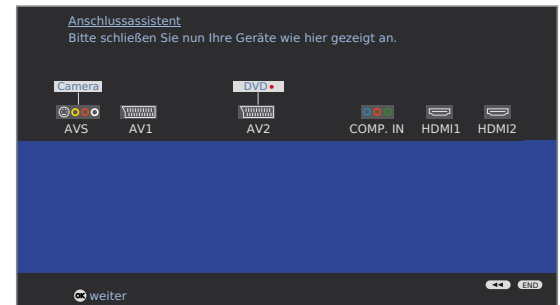 Anschlussassistent
Bitte schließen Sie nun Ihre Geräte wie hier gezeigt an.
Camera DVD
AVS AV1 AV2 COMP. IN HDMI1 HDMI2
END
OK weiter